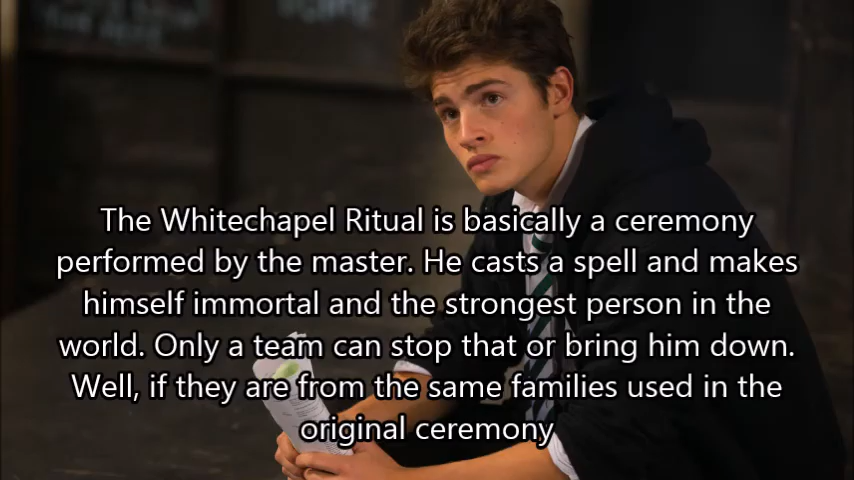 The Whitechapel Ritual is basically a ceremony
performed by the master. He casts a spell and makes
himself immortal and the strongest person in the
world. Only a team can stop that or bring him down.
Well, if they are from the same families used in the
original ceremony